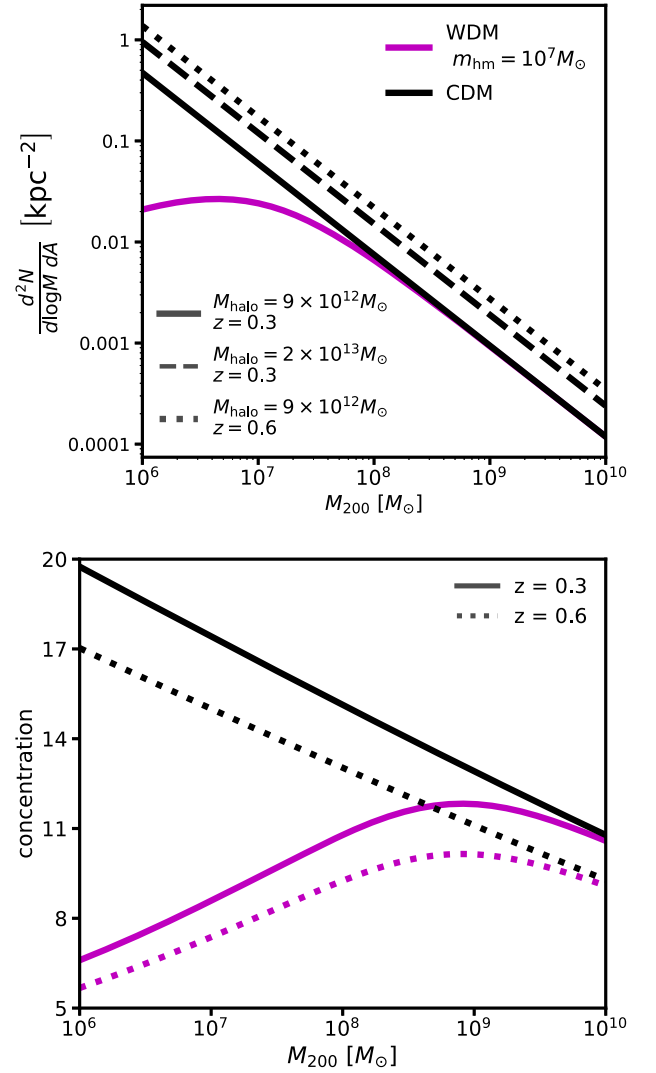 WDM
m_hm = 10^7 M_⊙
CDM
d^2N / dlogM dA [kpc^−2]
1
0.1
0.01
0.001
0.0001
M_halo = 9 × 10^12 M_⊙
z = 0.3
M_halo = 2 × 10^13 M_⊙
z = 0.3
M_halo = 9 × 10^12 M_⊙
z = 0.6
10^6 10^7 10^8 10^9 10^10
M_200 [M_⊙]
z = 0.3
z = 0.6
concentration
20
17
14
11
8
5
10^6 10^7 10^8 10^9 10^10
M_200 [M_⊙]